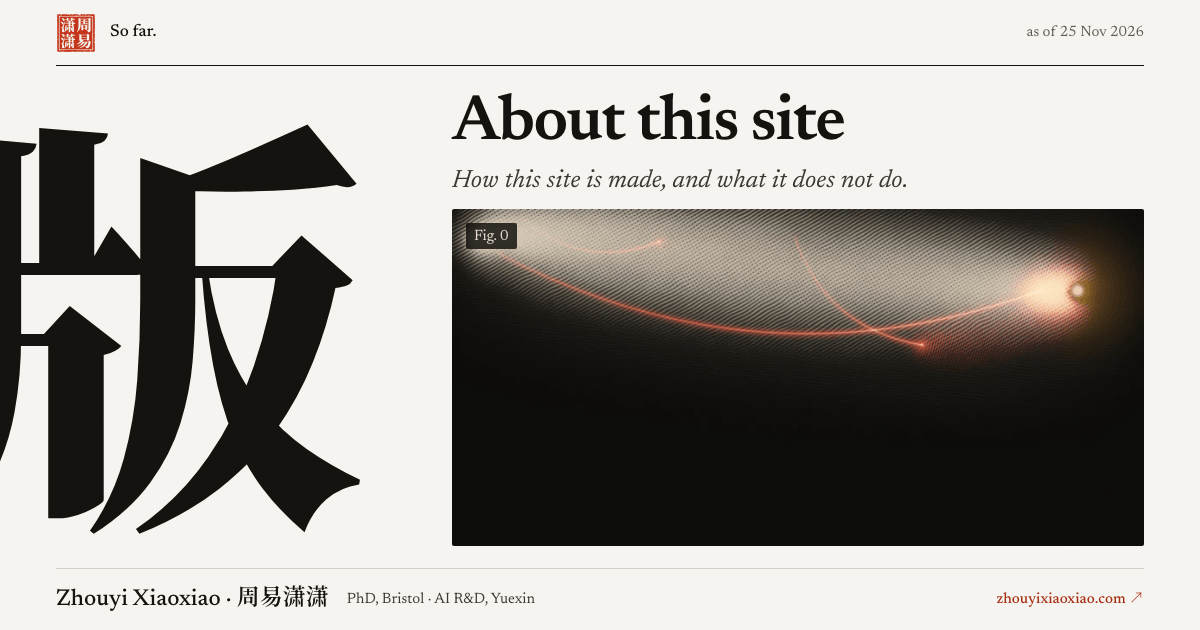 周易潇潇
So far.
as of 25 Nov 2026
版
About this site
How this site is made, and what it does not do.
Fig. 0
Zhouyi Xiaoxiao · 周易潇潇
PhD, Bristol · AI R&D, Yuexin
zhouyixiaoxiao.com ↗